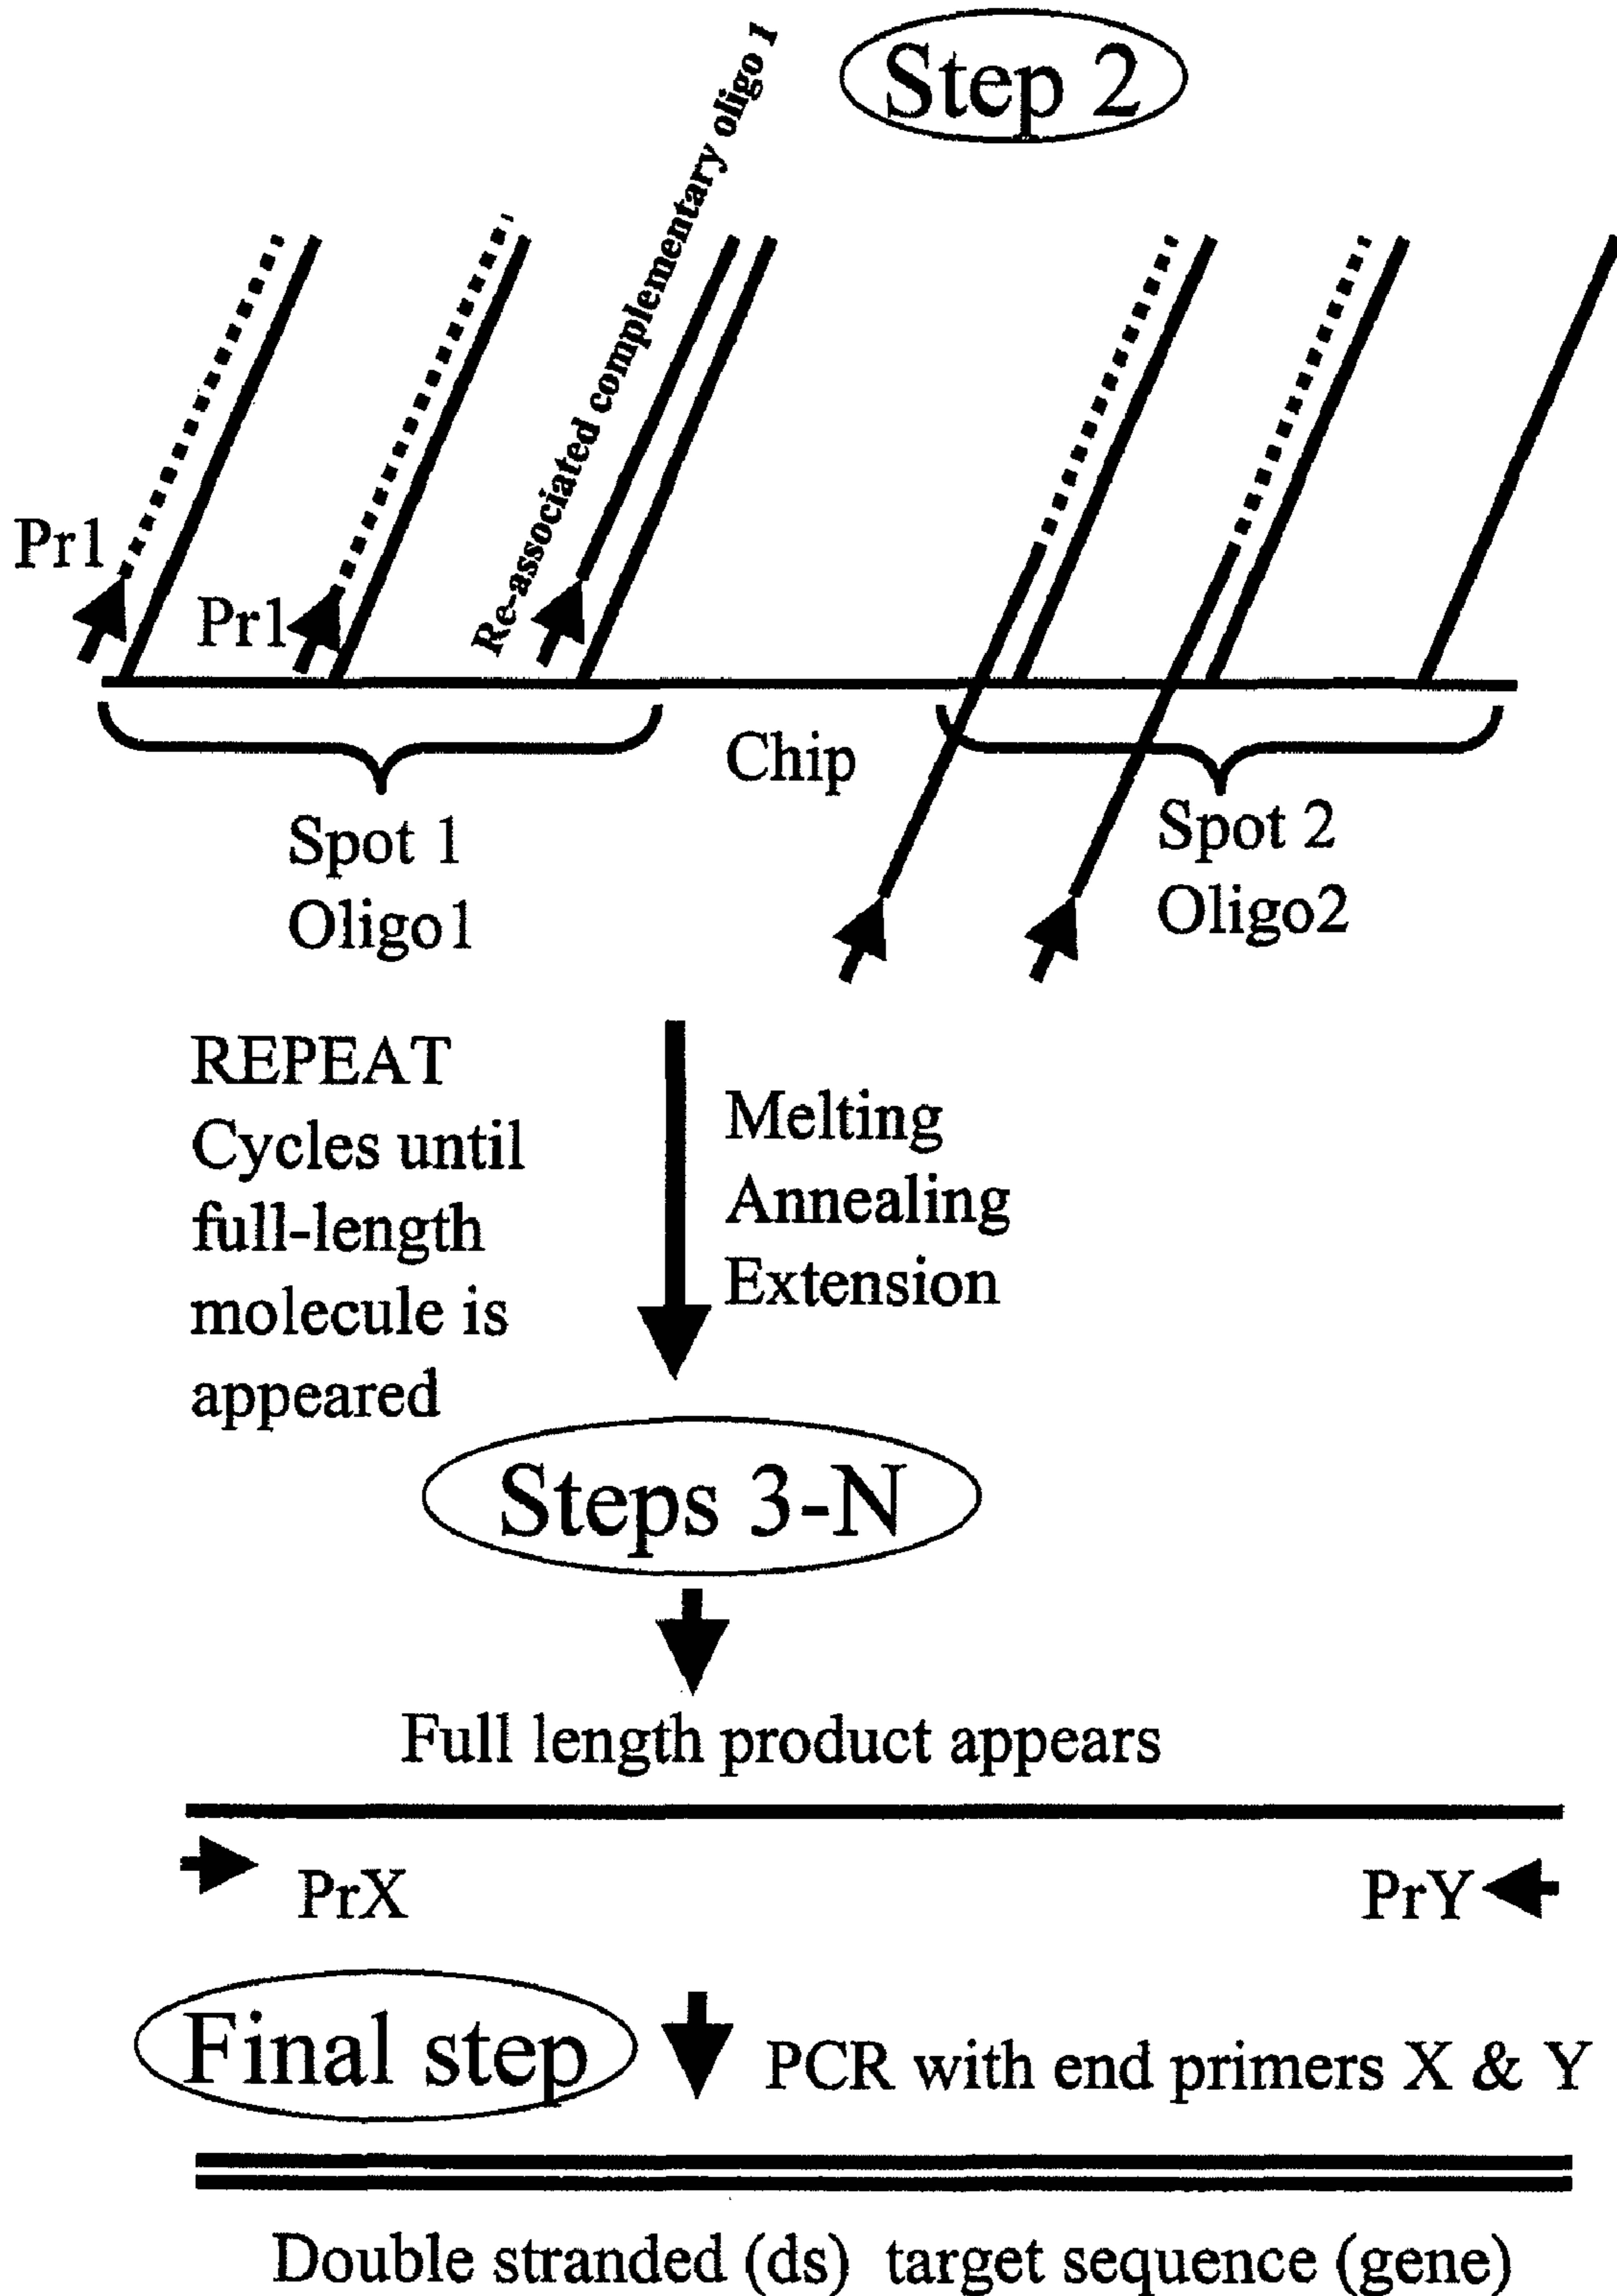 Step 2
Re-associated complementary oligo 1
Pr1
Pr1
Chip
Spot 1
Oligo1
Spot 2
Oligo2
REPEAT
Cycles until
full-length
molecule is
appeared
Melting
Annealing
Extension
Steps 3-N
Full length product appears
PrX
PrY
Final step
PCR with end primers X & Y
Double stranded (ds) target sequence (gene)